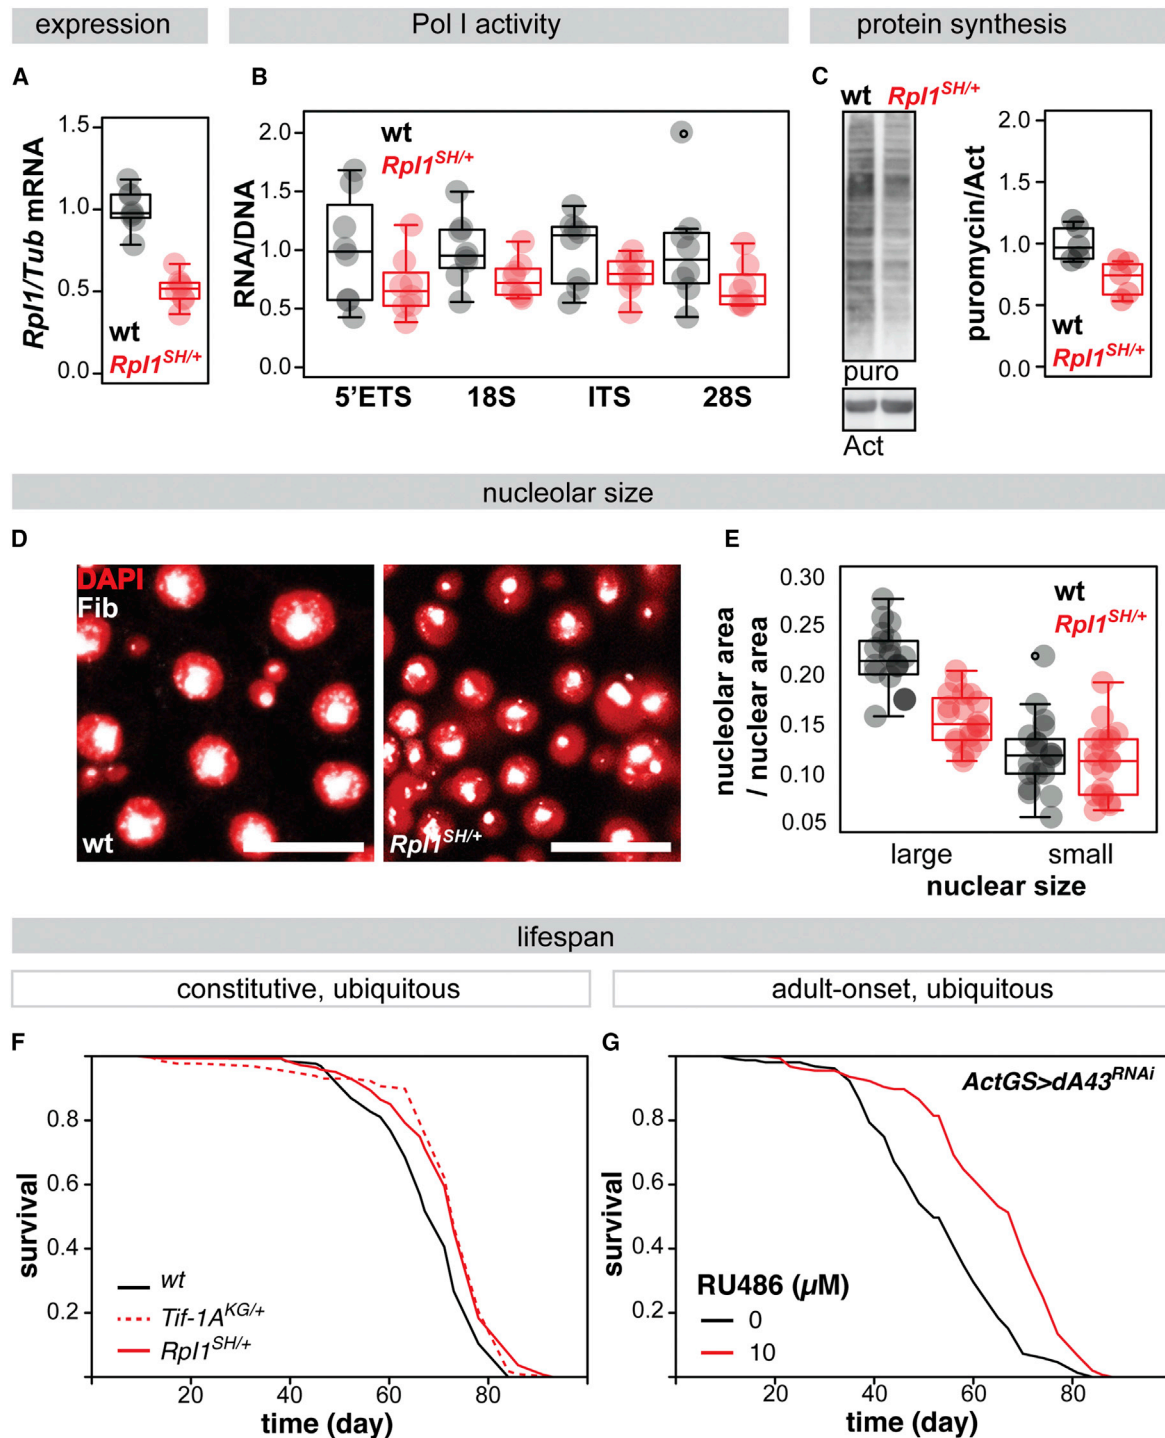 expression
Pol I activity
protein synthesis
A
B
C
Rpl1/Tub mRNA
1.5
1.0
0.5
0.0
wt
Rpl1SH/+
RNA/DNA
2.0
1.5
1.0
0.5
0.0
wt
Rpl1SH/+
5'ETS 18S ITS 28S
wt Rpl1SH/+
puro
Act
puromycin/Act
2.0
1.5
1.0
0.5
0.0
wt
Rpl1SH/+
nucleolar size
D
E
DAPI
Fib
wt
Rpl1SH/+
nucleolar area
/ nuclear area
0.30
0.25
0.20
0.15
0.10
0.05
wt
Rpl1SH/+
large small
nuclear size
lifespan
constitutive, ubiquitous
adult-onset, ubiquitous
F
G
survival
0.8
0.6
0.4
0.2
wt
Tif-1AKG/+
Rpl1SH/+
20 40 60 80
time (day)
ActGS>dA43RNAi
survival
0.8
0.6
0.4
0.2
RU486 (µM)
0
10
20 40 60 80
time (day)